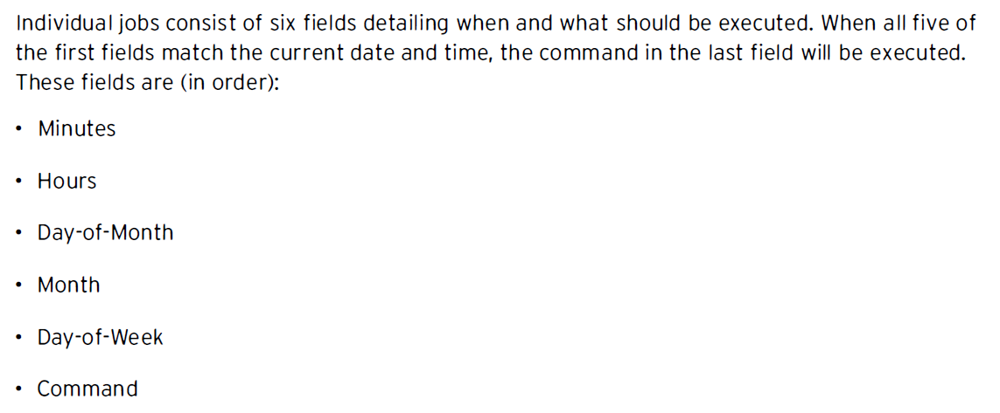 Individual jobs consist of six fields detailing when and what should be executed. When all five of
the first fields match the current date and time, the command in the last field will be executed.
These fields are (in order):
• Minutes
• Hours
• Day-of-Month
• Month
• Day-of-Week
• Command